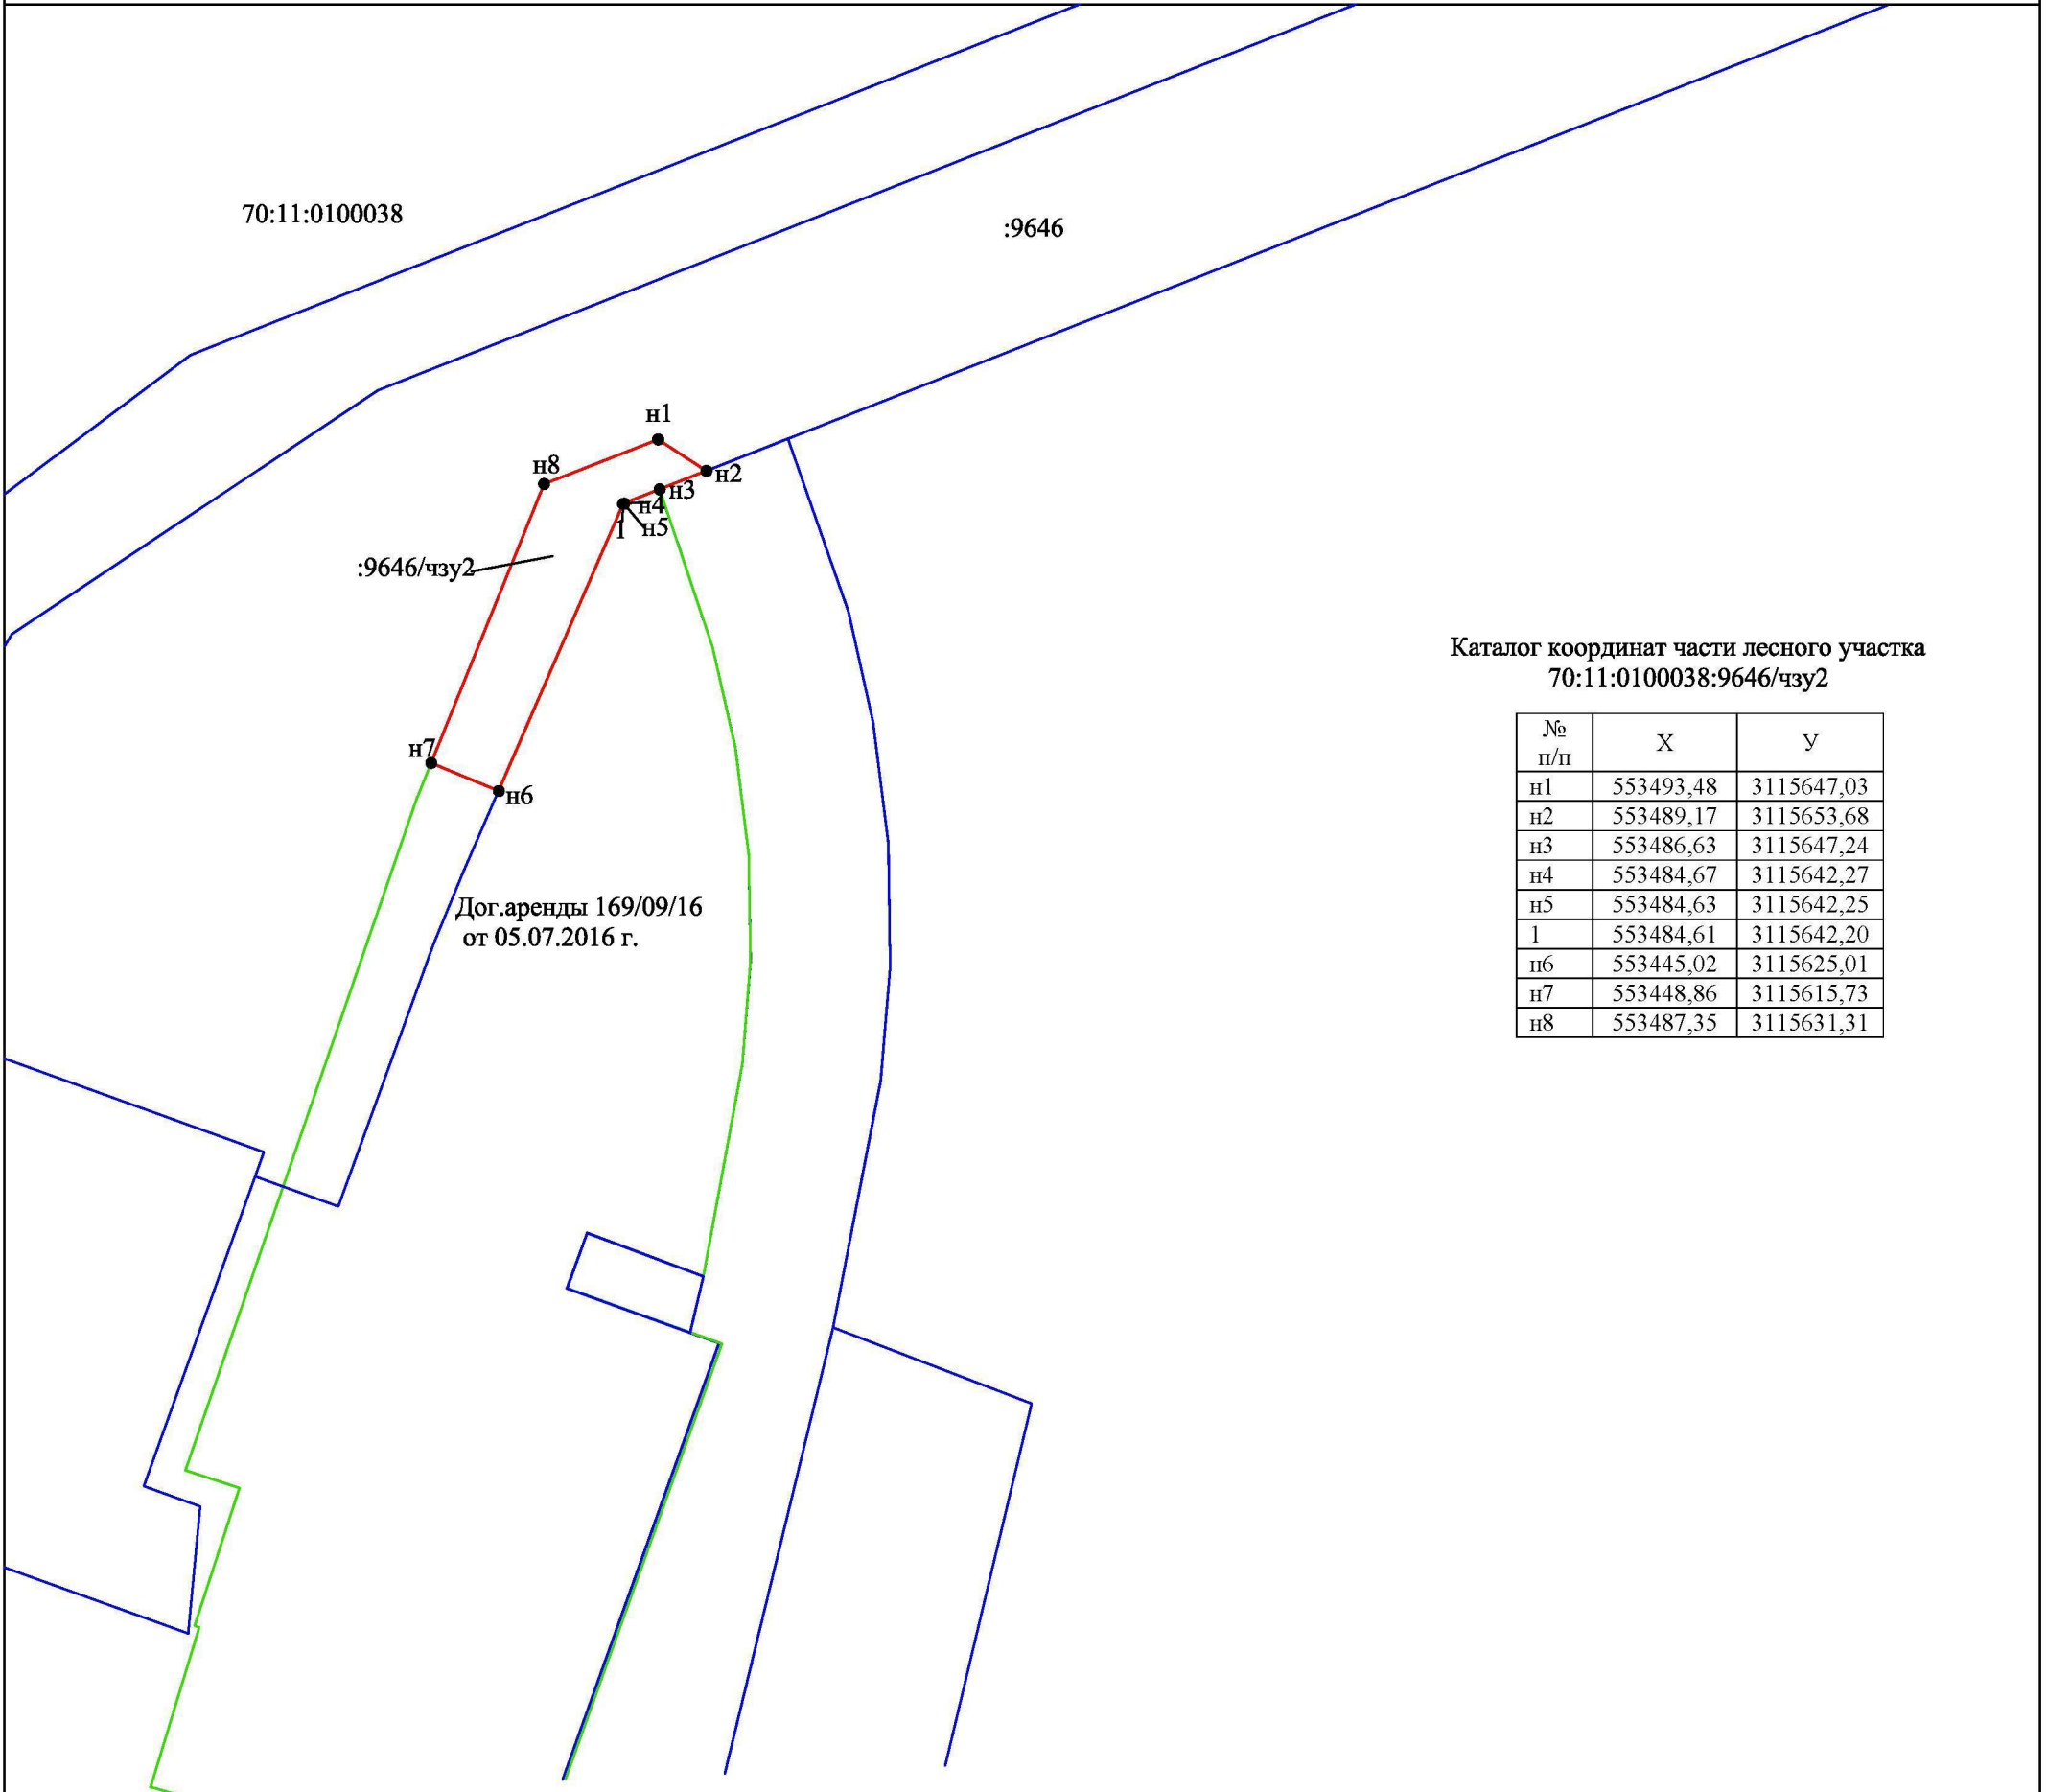 70:11:0100038
:9646
н1
н8
н2
н3
н4
1
н5
:9646/чзу2
н7
н6
Дог.аренды 169/09/16
от 05.07.2016 г.
Каталог координат части лесного участка
70:11:0100038:9646/чзу2
№ п/п X У
н1 553493,48 3115647,03
н2 553489,17 3115653,68
н3 553486,63 3115647,24
н4 553484,67 3115642,27
н5 553484,63 3115642,25
1 553484,61 3115642,20
н6 553445,02 3115625,01
н7 553448,86 3115615,73
н8 553487,35 3115631,31